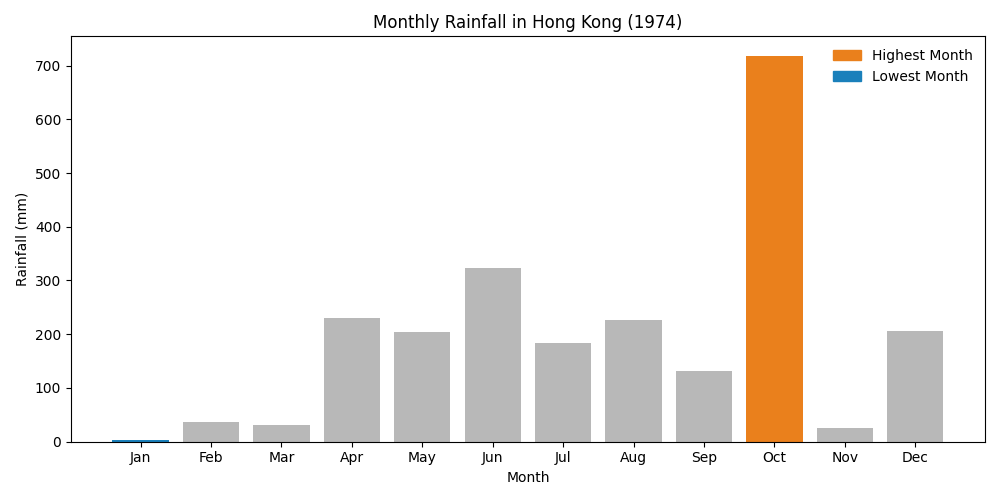 Monthly Rainfall in Hong Kong (1974)
Highest Month
Lowest Month
Rainfall (mm)
700
600
500
400
300
200
100
0
Jan Feb Mar Apr May Jun Jul Aug Sep Oct Nov Dec
Month